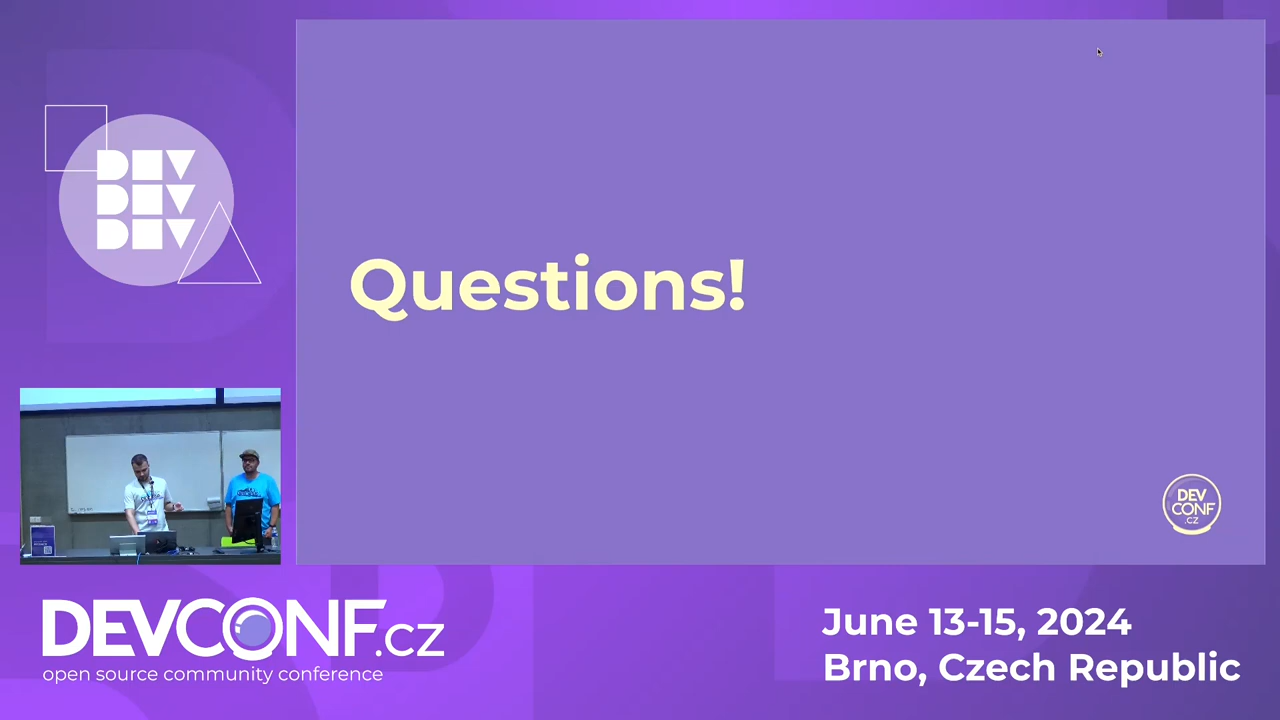 DEV
DEV
DEV
Questions!
DEV
CONF
.CZ
DEVCONF.cz
open source community conference
June 13-15, 2024
Brno, Czech Republic